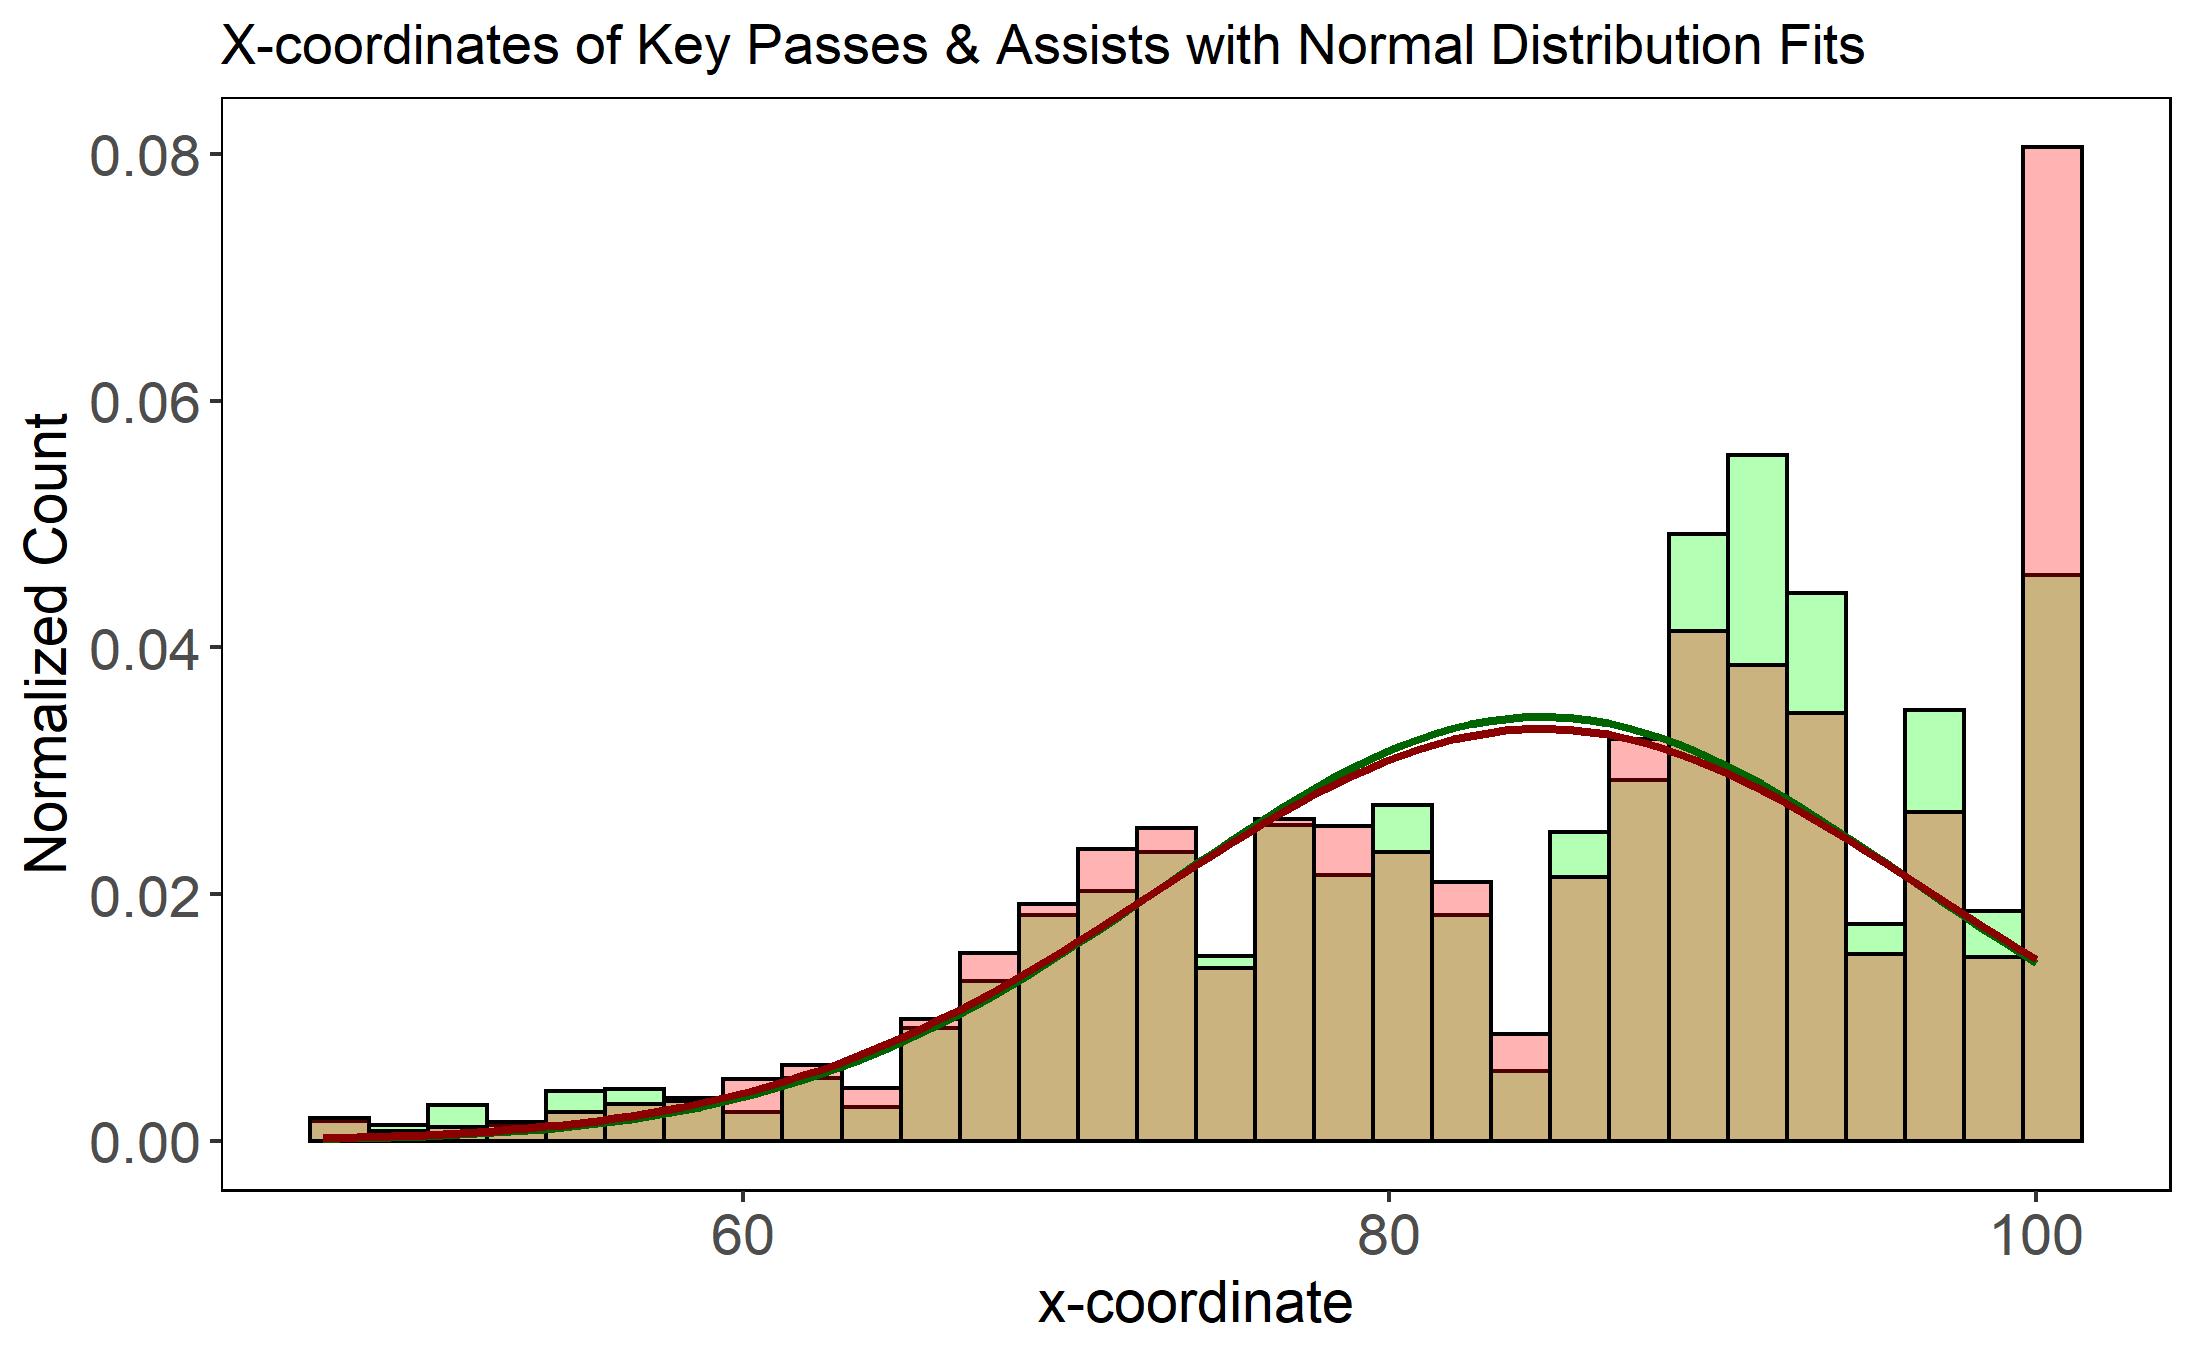 X-coordinates of Key Passes & Assists with Normal Distribution Fits
Normalized Count
0.08
0.06
0.04
0.02
0.00
60 80 100
x-coordinate